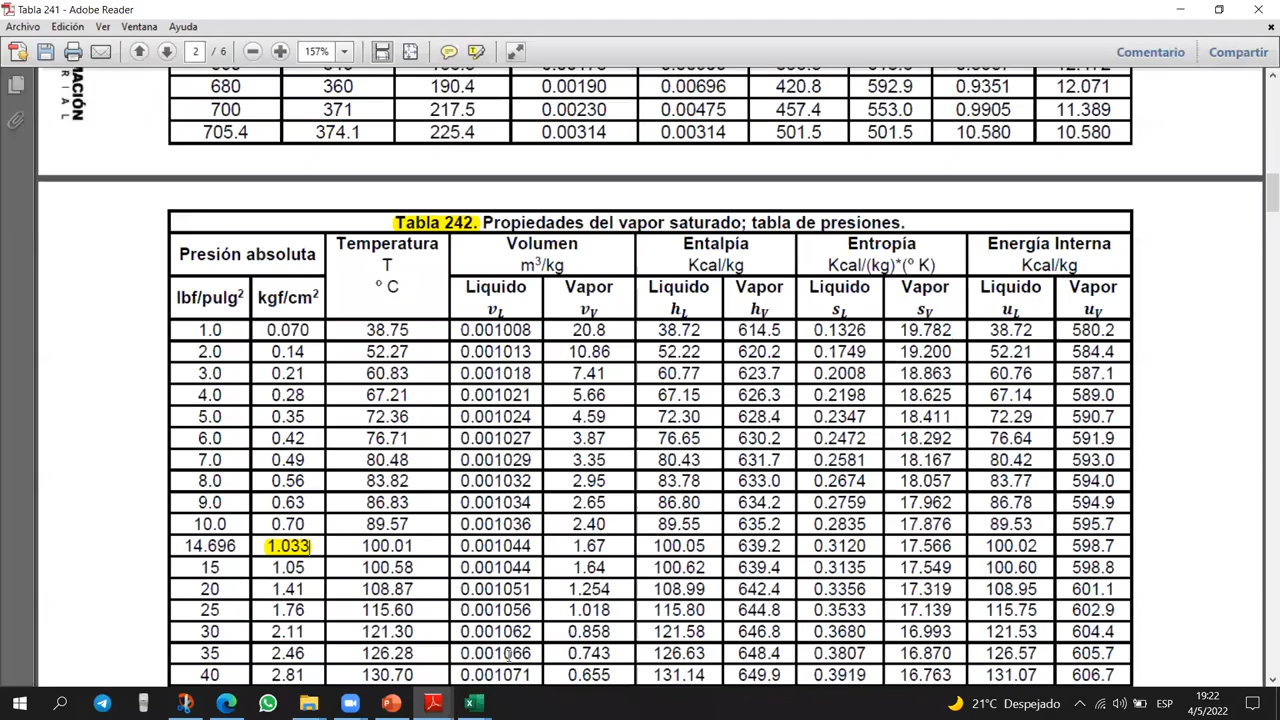 Tabla 241 - Adobe Reader
Archivo Edición Ver Ventana Ayuda
2 / 6 157% Comentario Compartir
MACIÓN
RIAL
680 360 190.4 0.00190 0.00696 420.8 592.9 0.9351 12.071
700 371 217.5 0.00230 0.00475 457.4 553.0 0.9905 11.389
705.4 374.1 225.4 0.00314 0.00314 501.5 501.5 10.580 10.580
Tabla 242. Propiedades del vapor saturado; tabla de presiones.
Presión absoluta Temperatura Volumen Entalpía Entropía Energía Interna
T m³/kg Kcal/kg Kcal/(kg)*(º K) Kcal/kg
lbf/pulg² kgf/cm² º C Liquido Vapor Liquido Vapor Liquido Vapor Liquido Vapor
v_L v_V h_L h_V s_L s_V u_L u_V
1.0 0.070 38.75 0.001008 20.8 38.72 614.5 0.1326 19.782 38.72 580.2
2.0 0.14 52.27 0.001013 10.86 52.22 620.2 0.1749 19.200 52.21 584.4
3.0 0.21 60.83 0.001018 7.41 60.77 623.7 0.2008 18.863 60.76 587.1
4.0 0.28 67.21 0.001021 5.66 67.15 626.3 0.2198 18.625 67.14 589.0
5.0 0.35 72.36 0.001024 4.59 72.30 628.4 0.2347 18.411 72.29 590.7
6.0 0.42 76.71 0.001027 3.87 76.65 630.2 0.2472 18.292 76.64 591.9
7.0 0.49 80.48 0.001029 3.35 80.43 631.7 0.2581 18.167 80.42 593.0
8.0 0.56 83.82 0.001032 2.95 83.78 633.0 0.2674 18.057 83.77 594.0
9.0 0.63 86.83 0.001034 2.65 86.80 634.2 0.2759 17.962 86.78 594.9
10.0 0.70 89.57 0.001036 2.40 89.55 635.2 0.2835 17.876 89.53 595.7
14.696 1.033 100.01 0.001044 1.67 100.05 639.2 0.3120 17.566 100.02 598.7
15 1.05 100.58 0.001044 1.64 100.62 639.4 0.3135 17.549 100.60 598.8
20 1.41 108.87 0.001051 1.254 108.99 642.4 0.3356 17.319 108.95 601.1
25 1.76 115.60 0.001056 1.018 115.80 644.8 0.3533 17.139 115.75 602.9
30 2.11 121.30 0.001062 0.858 121.58 646.8 0.3680 16.993 121.53 604.4
35 2.46 126.28 0.001066 0.743 126.63 648.4 0.3807 16.870 126.57 605.7
40 2.81 130.70 0.001071 0.655 131.14 649.9 0.3919 16.763 131.07 606.7
21°C Despejado ESP 19:22
4/5/2022